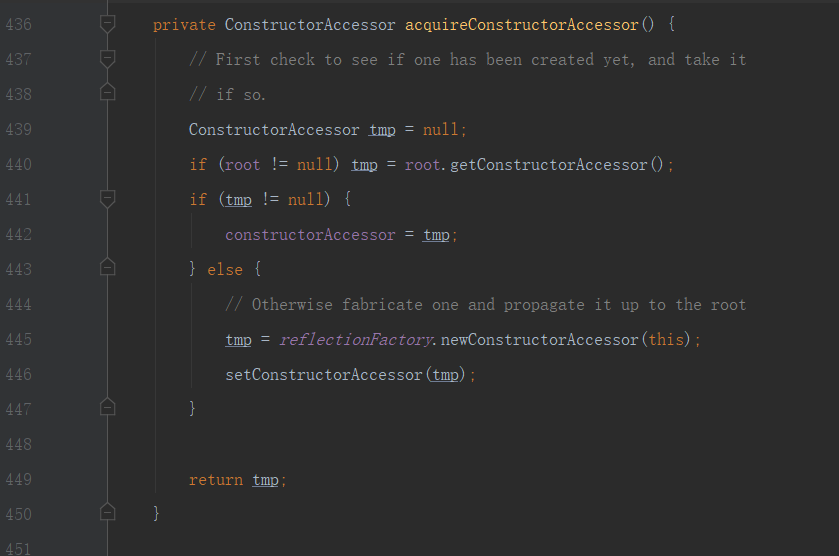 436 private ConstructorAccessor acquireConstructorAccessor() {
437 // First check to see if one has been created yet, and take it
438 // if so.
439 ConstructorAccessor tmp = null;
440 if (root != null) tmp = root.getConstructorAccessor();
441 if (tmp != null) {
442 constructorAccessor = tmp;
443 } else {
444 // Otherwise fabricate one and propagate it up to the root
445 tmp = reflectionFactory.newConstructorAccessor(this);
446 setConstructorAccessor(tmp);
447 }
448
449 return tmp;
450 }
451